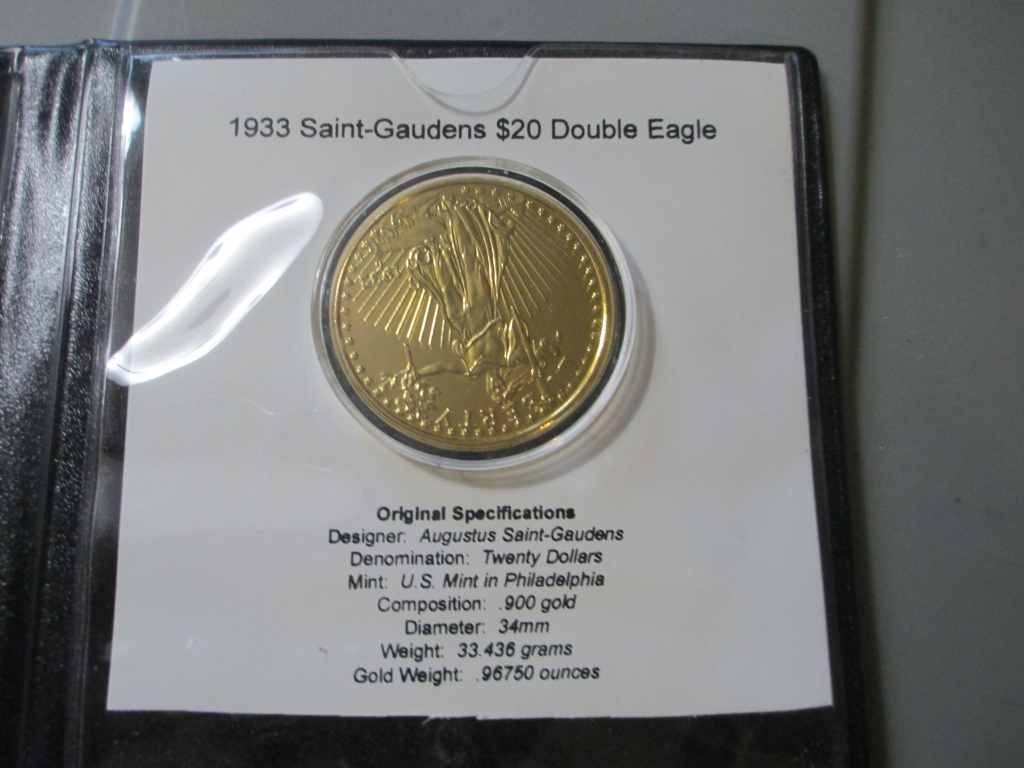 1933 Saint-Gaudens $20 Double Eagle
Original Specifications
Designer: Augustus Saint-Gaudens
Denomination: Twenty Dollars
Mint: U.S. Mint in Philadelphia
Composition: .900 gold
Diameter: 34mm
Weight: 33.436 grams
Gold Weight: .96750 ounces